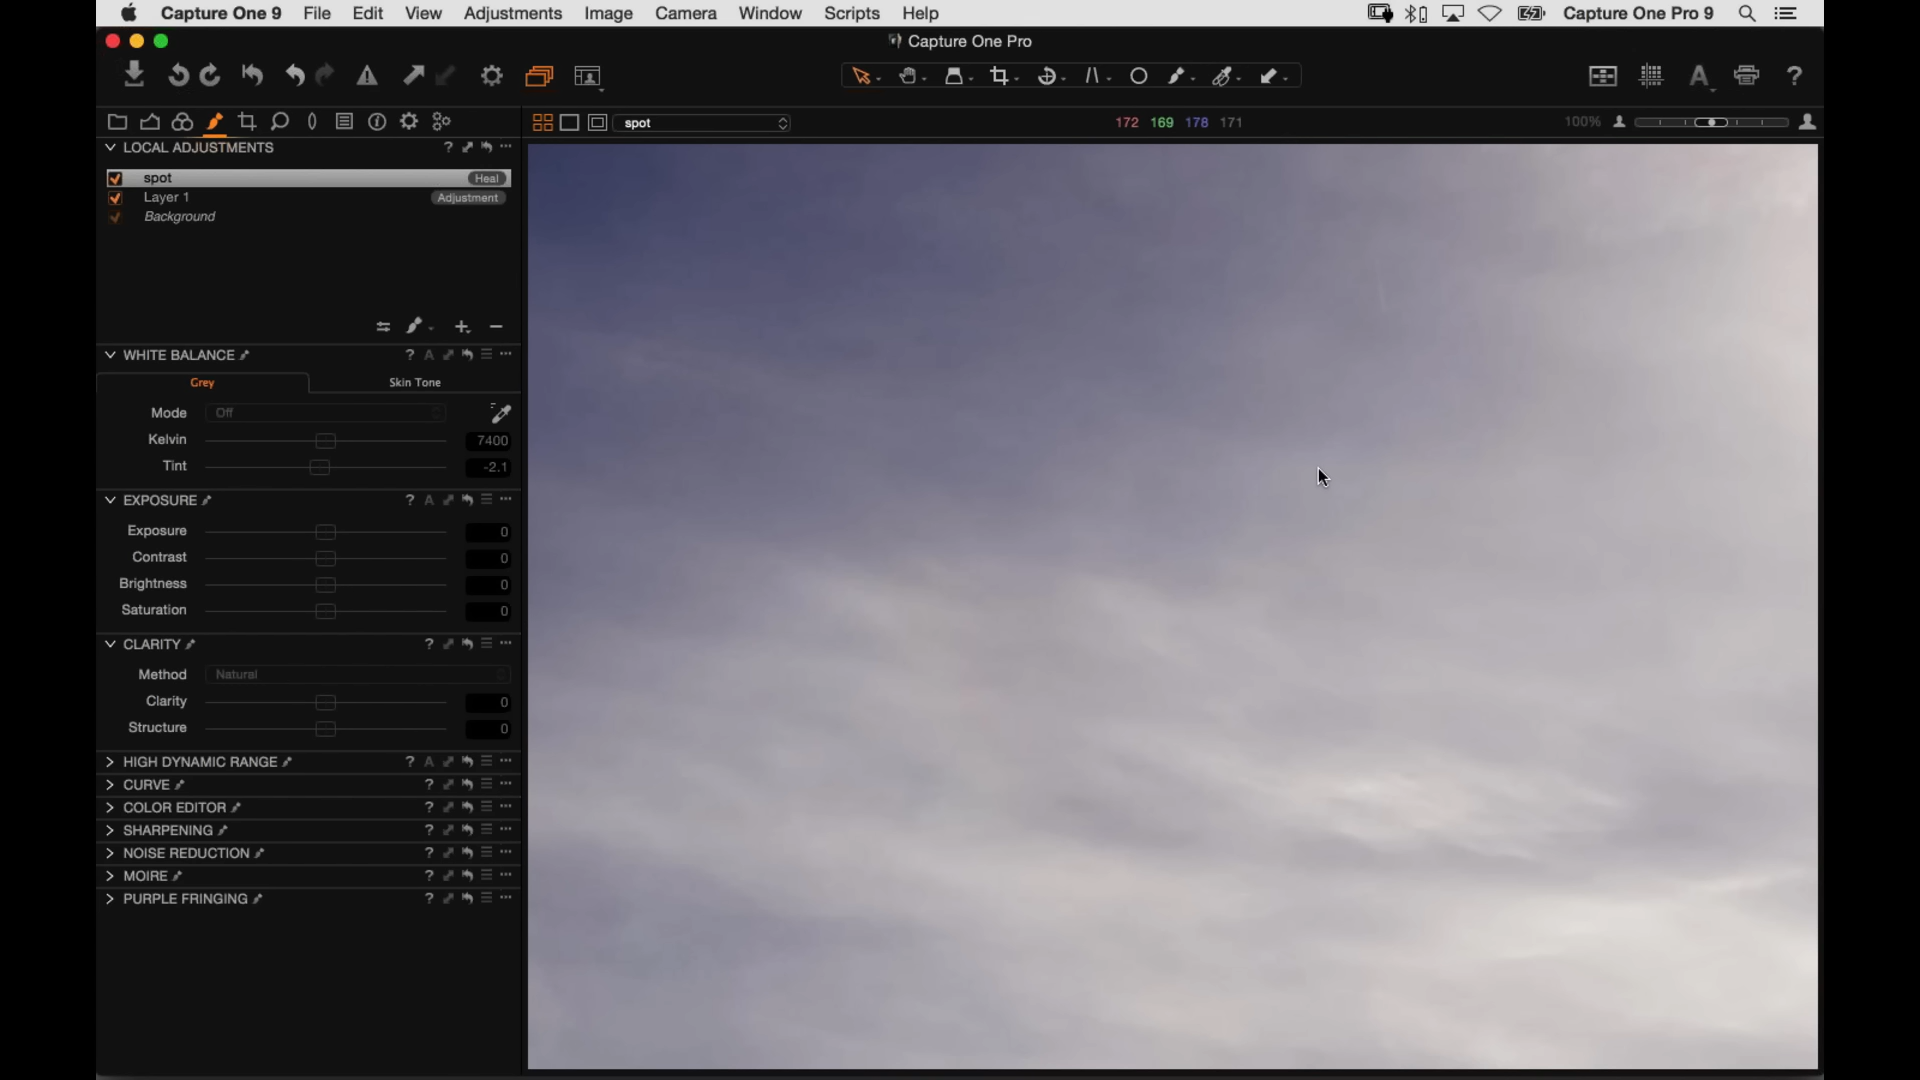 Capture One 9 File Edit View Adjustments Image Camera Window Scripts Help Capture One Pro 9
Capture One Pro
spot 172 169 178 171 100%
LOCAL ADJUSTMENTS ?
spot Heal
Layer 1 Adjustment
Background
WHITE BALANCE ? A
Grey Skin Tone
Mode Off
Kelvin 7400
Tint -2.1
EXPOSURE ? A
Exposure 0
Contrast 0
Brightness 0
Saturation 0
CLARITY ?
Method Natural
Clarity 0
Structure 0
HIGH DYNAMIC RANGE ? A
CURVE ?
COLOR EDITOR ?
SHARPENING ?
NOISE REDUCTION ?
MOIRE ?
PURPLE FRINGING ?